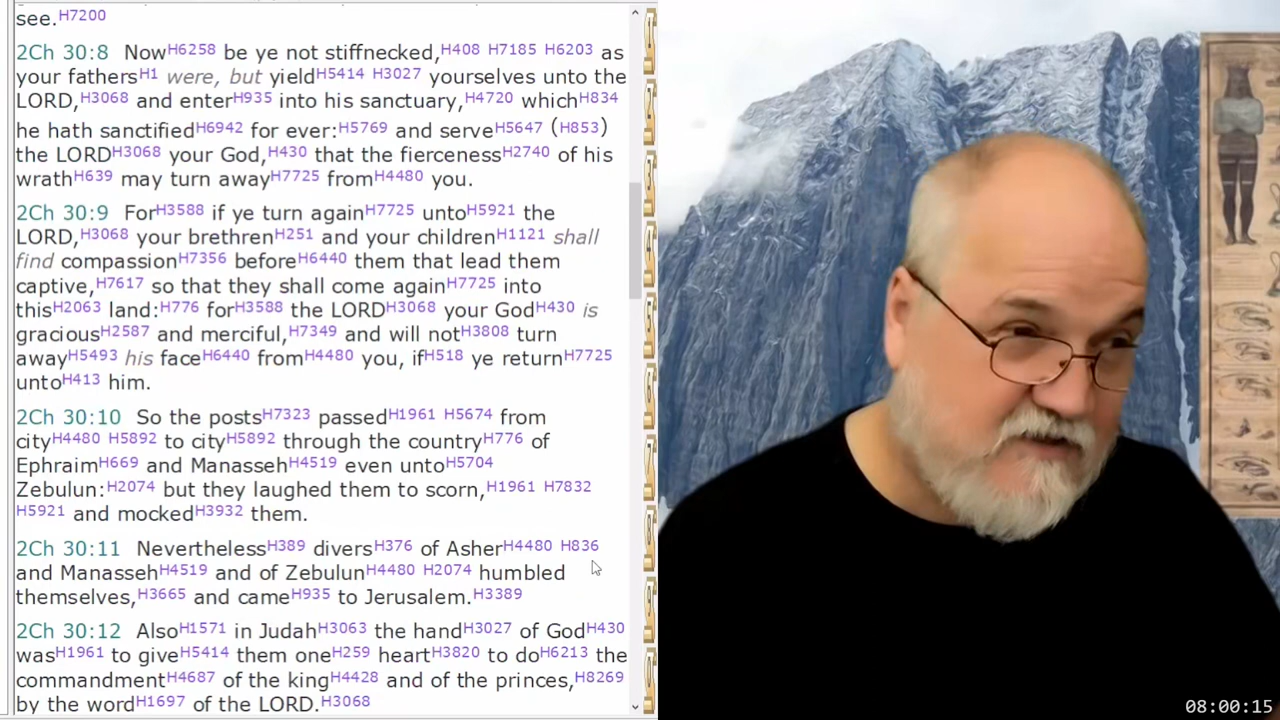 see.H7200
2Ch 30:8 NowH6258 be ye not stiffnecked,H408 H7185 H6203 as
your fathersH1 were, but yieldH5414 H3027 yourselves unto the
LORD,H3068 and enterH935 into his sanctuary,H4720 whichH834
he hath sanctifiedH6942 for ever:H5769 and serveH5647 (H853)
the LORDH3068 your God,H430 that the fiercenessH2740 of his
wrathH639 may turn awayH7725 fromH4480 you.
2Ch 30:9 ForH3588 if ye turn againH7725 untoH5921 the
LORD,H3068 your brethrenH251 and your childrenH1121 shall
find compassionH7356 beforeH6440 them that lead them
captive,H7617 so that they shall come againH7725 into
thisH2063 land:H776 forH3588 the LORDH3068 your GodH430 is
graciousH2587 and merciful,H7349 and will notH3808 turn
awayH5493 his faceH6440 fromH4480 you, ifH518 ye returnH7725
untoH413 him.
2Ch 30:10 So the postsH7323 passedH1961 H5674 from
cityH4480 H5892 to cityH5892 through the countryH776 of
EphraimH669 and ManassehH4519 even untoH5704
Zebulun:H2074 but they laughed them to scorn,H1961 H7832
H5921 and mockedH3932 them.
2Ch 30:11 NeverthelessH389 diversH376 of AsherH4480 H836
and ManassehH4519 and of ZebulunH4480 H2074 humbled
themselves,H3665 and cameH935 to Jerusalem.H3389
2Ch 30:12 AlsoH1571 in JudahH3063 the handH3027 of GodH430
wasH1961 to giveH5414 them oneH259 heartH3820 to doH6213 the
commandmentH4687 of the kingH4428 and of the princes,H8269
by the wordH1697 of the LORD.H3068
08:00:15